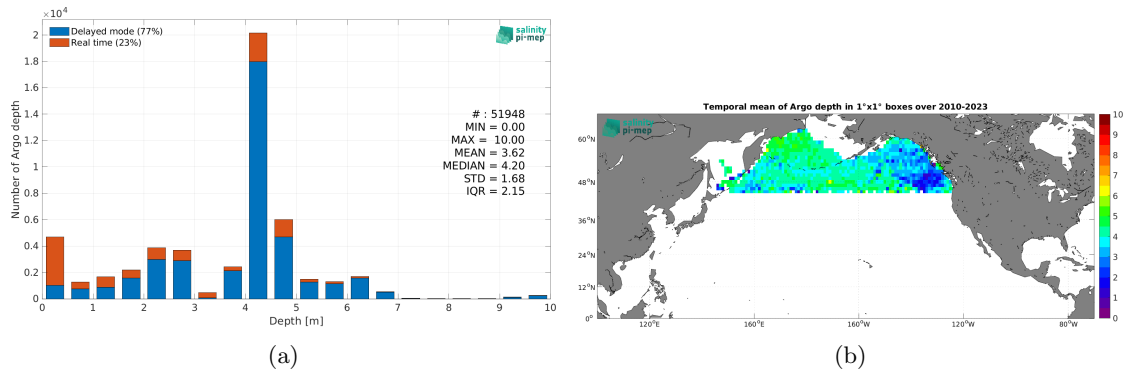 ×10⁴
Delayed mode (77%)
Real time (23%)
salinity
pi-mep
2
1.8
1.6
1.4
1.2
1
0.8
0.6
0.4
0.2
0
Number of Argo depth
# : 51948
MIN = 0.00
MAX = 10.00
MEAN = 3.62
MEDIAN = 4.20
STD = 1.68
IQR = 2.15
0 1 2 3 4 5 6 7 8 9 10
Depth [m]
(a)
Temporal mean of Argo depth in 1°x1° boxes over 2010-2023
salinity
pi-mep
60°N
48°N
36°N
24°N
12°N
0°
120°E 160°E 160°W 120°W 80°W
10
9
8
7
6
5
4
3
2
1
0
(b)